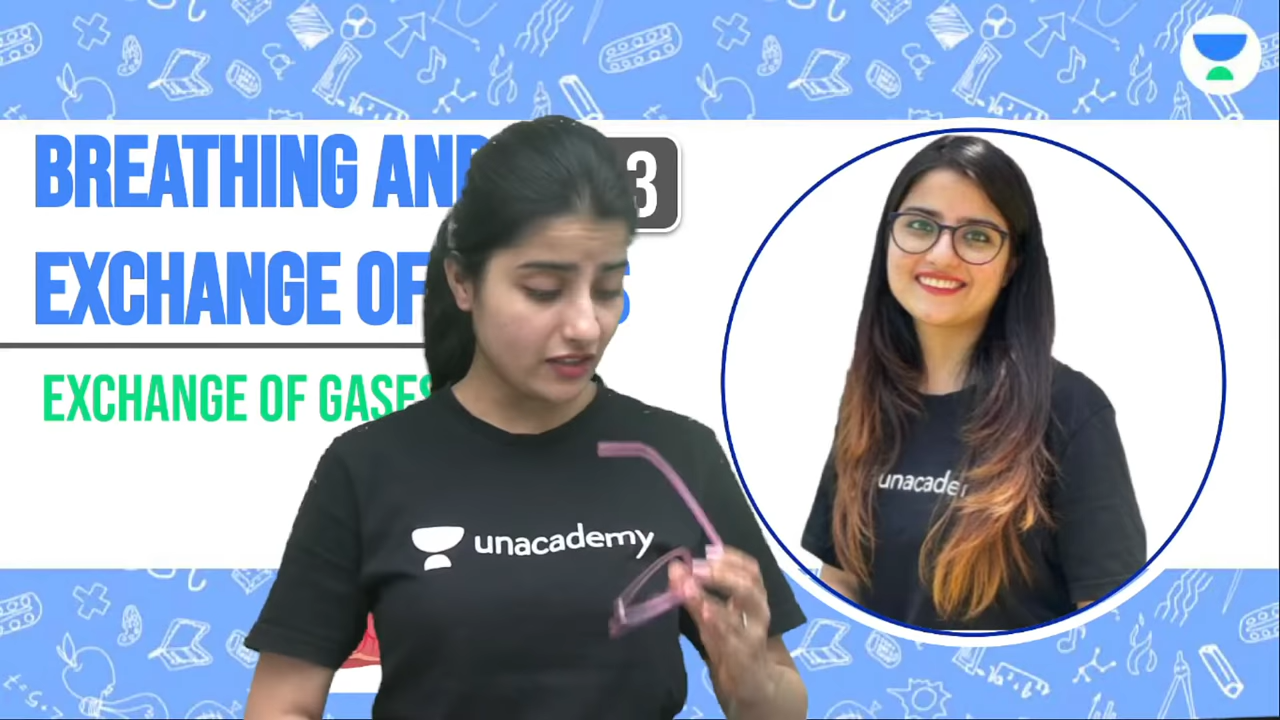 BREATHING AND
3
EXCHANGE OF
EXCHANGE OF GASES
unacademy
unacadem